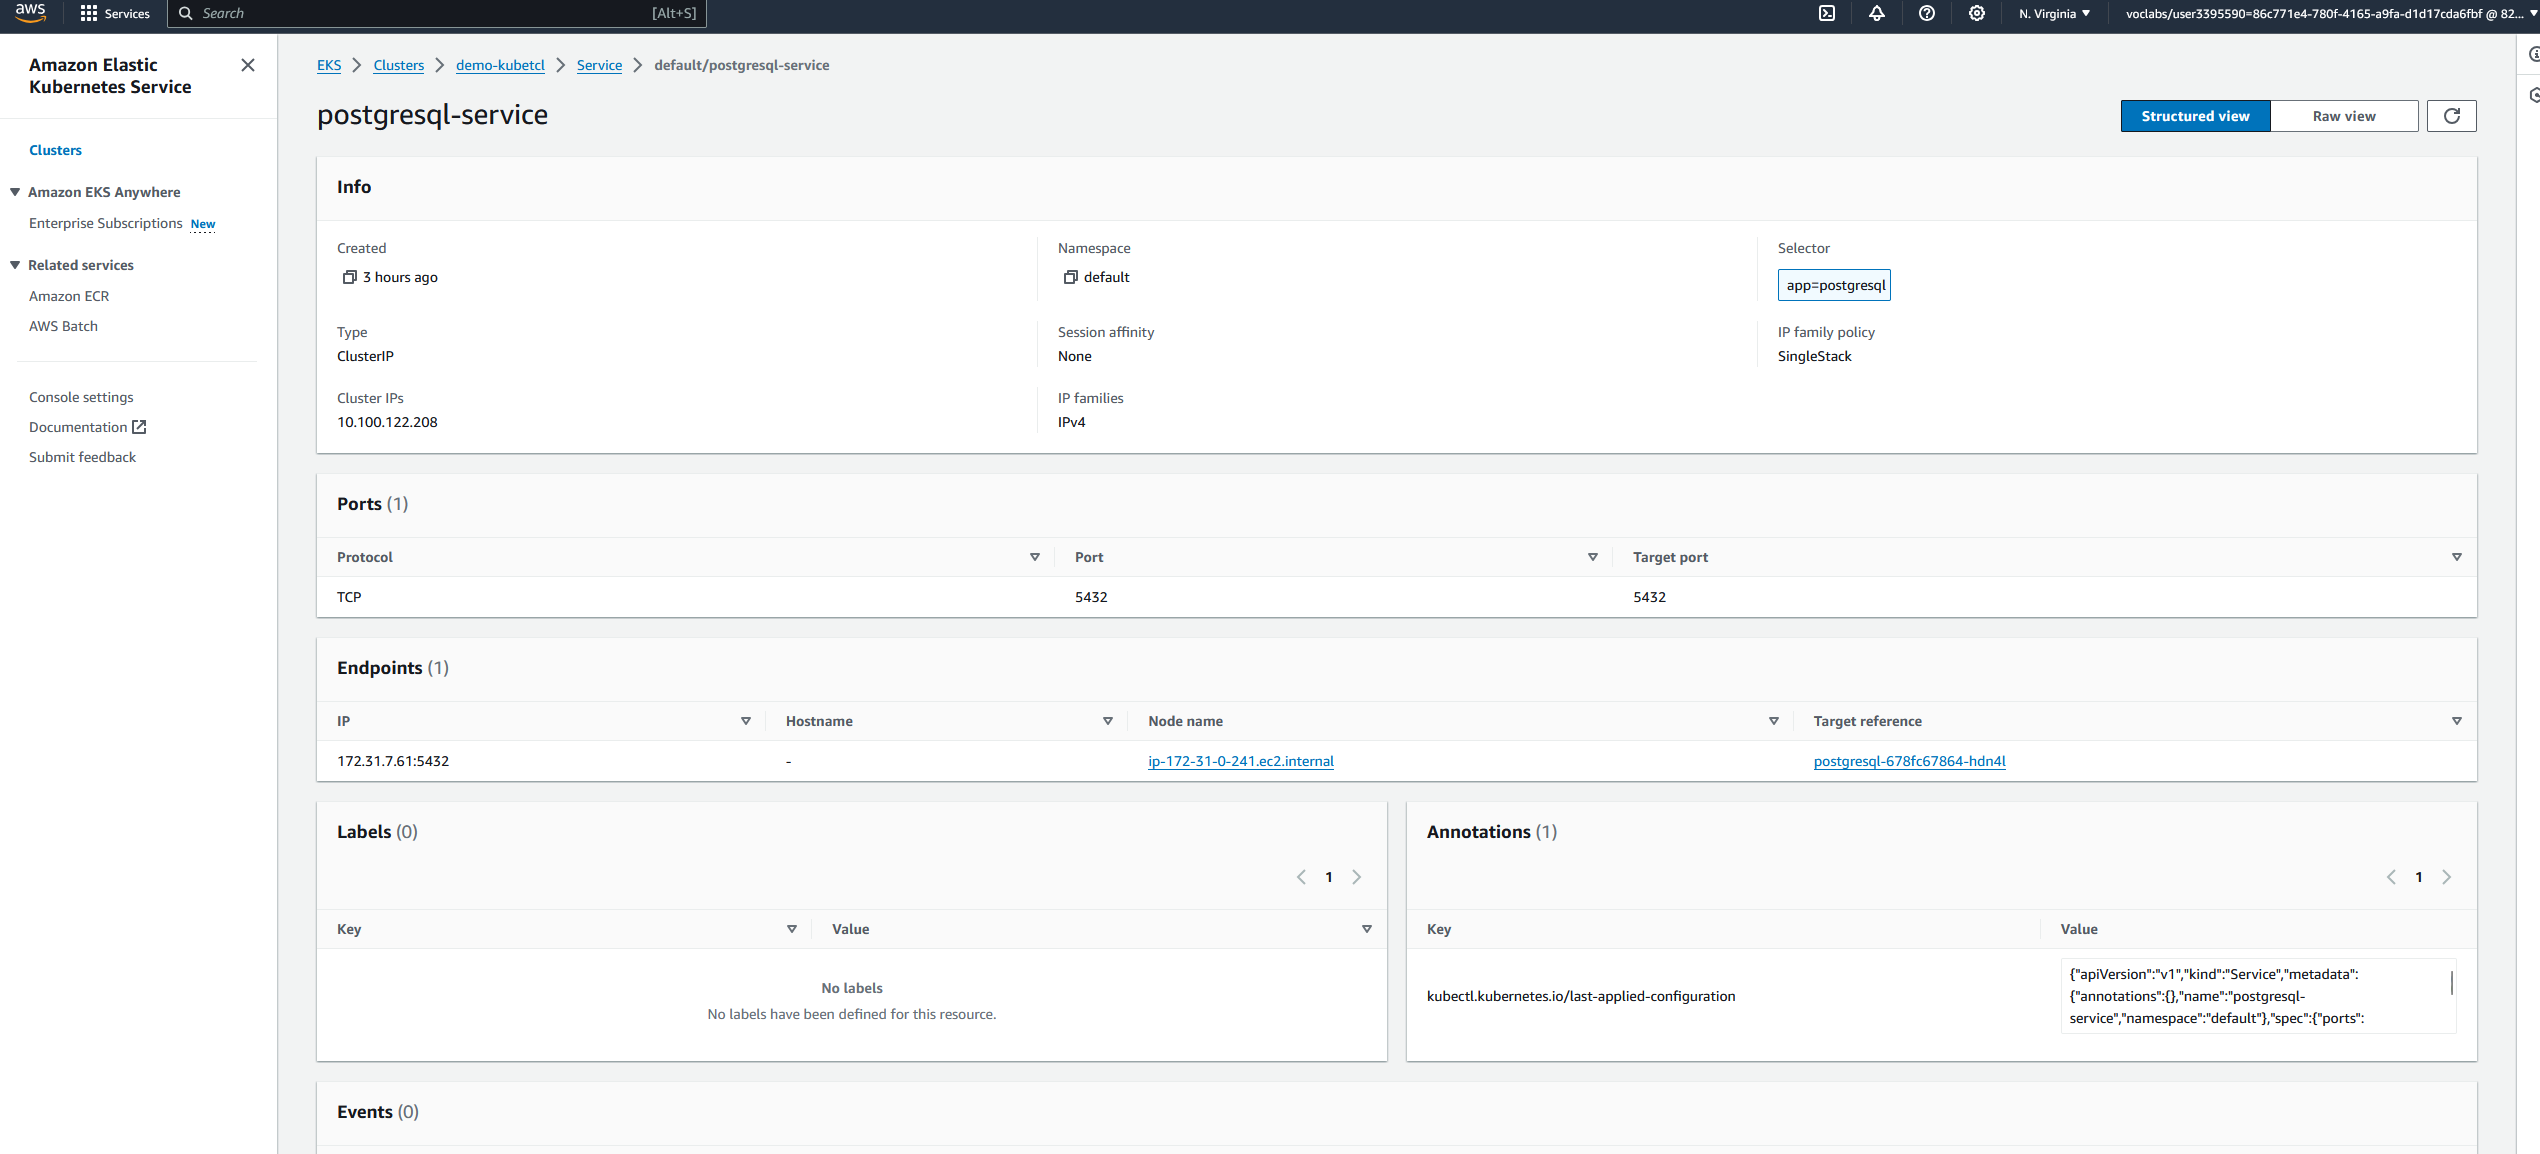 aws
Services
Search
[Alt+S]
N. Virginia
voclabs/user3395590=86c771e4-780f-4165-a9fa-d1d17cda6fbf @ 82...
Amazon Elastic
Kubernetes Service
Clusters
Amazon EKS Anywhere
Enterprise Subscriptions New
Related services
Amazon ECR
AWS Batch
Console settings
Documentation
Submit feedback
EKS
Clusters
demo-kubetcl
Service
default/postgresql-service
postgresql-service
Structured view
Raw view
Info
Created
3 hours ago
Namespace
default
Selector
app=postgresql
Type
ClusterIP
Session affinity
None
IP family policy
SingleStack
Cluster IPs
10.100.122.208
IP families
IPv4
Ports (1)
Protocol
Port
Target port
TCP
5432
5432
Endpoints (1)
IP
Hostname
Node name
Target reference
172.31.7.61:5432
-
ip-172-31-0-241.ec2.internal
postgresql-678fc67864-hdn4l
Labels (0)
1
Key
Value
No labels
No labels have been defined for this resource.
Annotations (1)
1
Key
Value
kubectl.kubernetes.io/last-applied-configuration
{"apiVersion":"v1","kind":"Service","metadata":
{"annotations":{},"name":"postgresql-
service","namespace":"default"},"spec":{"ports":
Events (0)